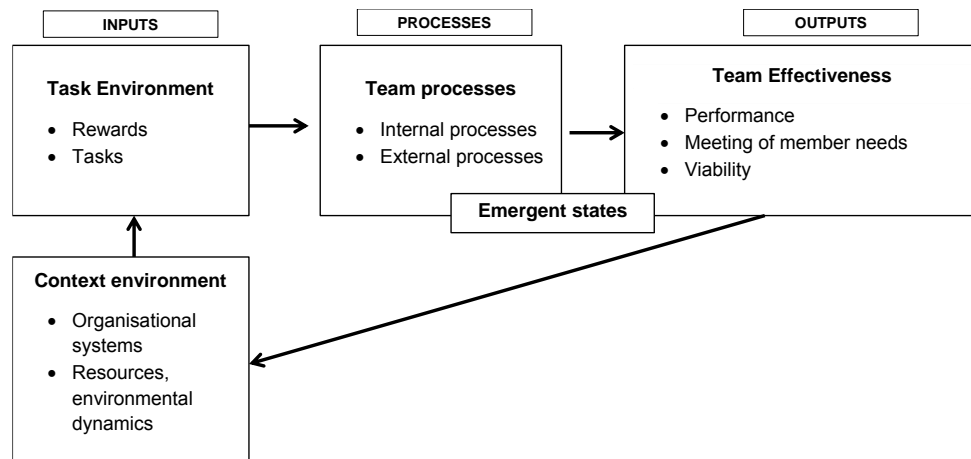 INPUTS
PROCESSES
OUTPUTS
Task Environment
• Rewards
• Tasks
Team processes
• Internal processes
• External processes
Team Effectiveness
• Performance
• Meeting of member needs
• Viability
Emergent states
Context environment
• Organisational
systems
• Resources,
environmental
dynamics